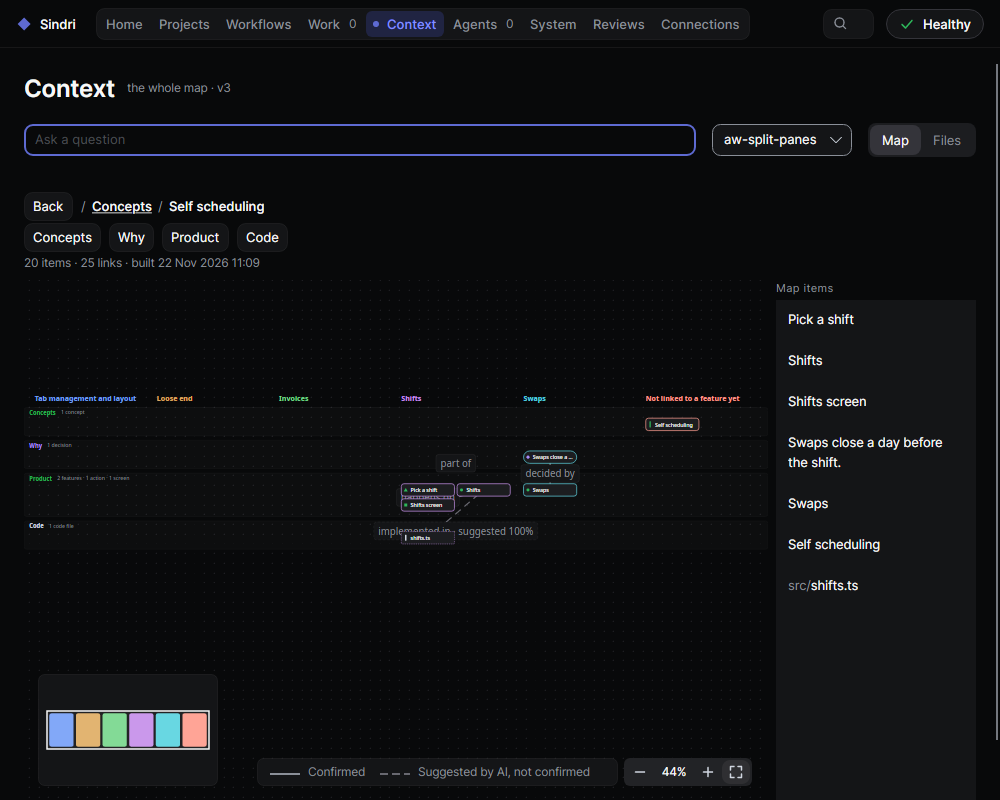 Sindri
Home Projects Workflows Work 0 Context Agents 0 System Reviews Connections
Healthy
Context the whole map · v3
Ask a question
aw-split-panes
Map Files
Back / Concepts / Self scheduling
Concepts Why Product Code
20 items · 25 links · built 22 Nov 2026 11:09
Map items
Pick a shift
Shifts
Shifts screen
Swaps close a day before
the shift.
Swaps
Self scheduling
src/shifts.ts
Tab management and layout Loose end Invoices Shifts Swaps Not linked to a feature yet
Concepts 1 concept
Self scheduling
Why 1 decision
Swaps close a ...
part of
decided by
Product 2 features · 1 action · 1 screen
Pick a shift Shifts Swaps
Shifts screen
Code 1 code file
implemented in · suggested 100%
shifts.ts
Confirmed Suggested by AI, not confirmed
44%